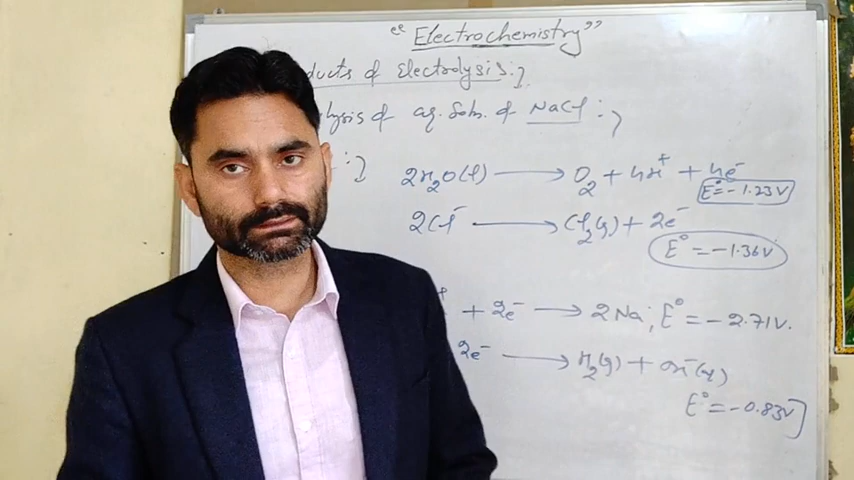 "Electrochemistry"
ducts of Electrolysis :]
lysis of aq. Soln. of NaCl :,
:]
2H₂O(l) → O₂ + 4H⁺ + 4e⁻
E° = -1.23V
2Cl⁻ → Cl₂(g) + 2e⁻
E° = -1.36V
⁺ + 2e⁻ → 2Na ; E° = -2.71V.
2e⁻ → H₂(g) + OH⁻
E° = -0.83V